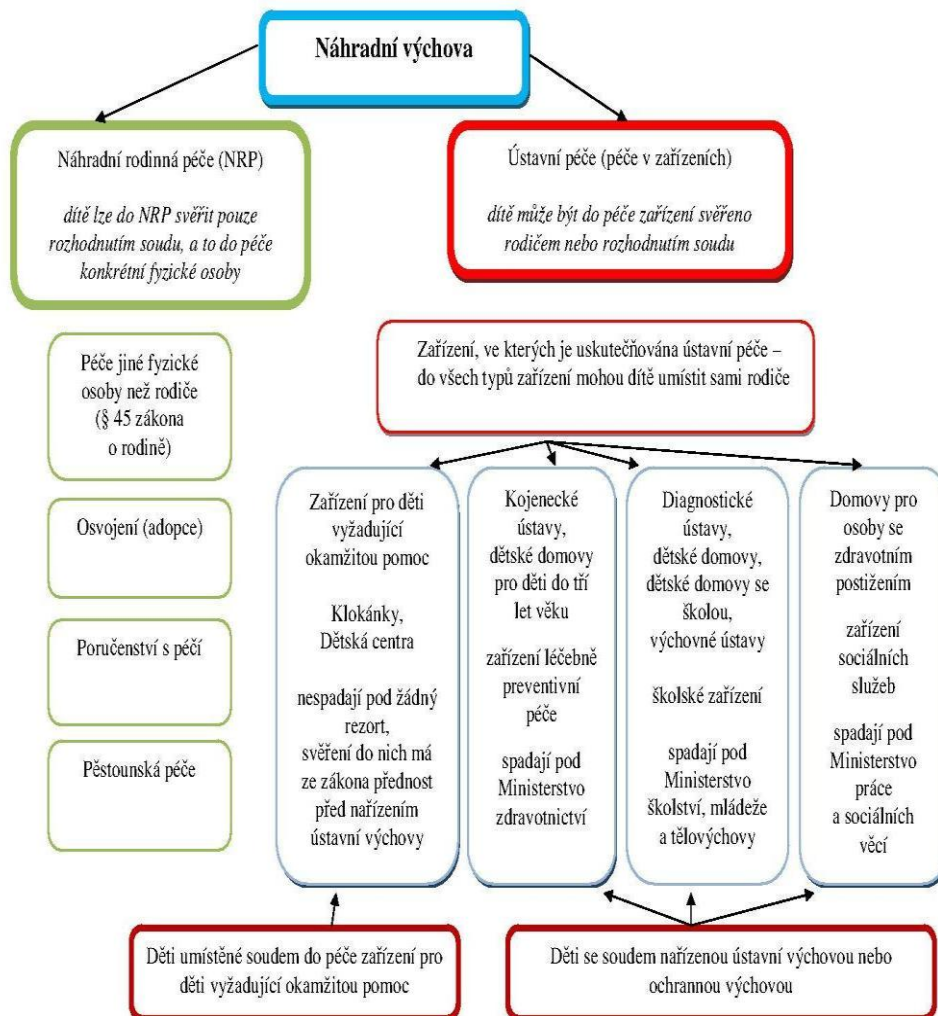 Náhradní výchova
Náhradní rodinná péče (NRP)
dítě lze do NRP svěřit pouze
rozhodnutím soudu, a to do péče
konkrétní fyzické osoby
Ústavní péče (péče v zařízeních)
dítě může být do péče zařízení svěřeno
rodičem nebo rozhodnutím soudu
Péče jiné fyzické
osoby než rodiče
(§ 45 zákona
o rodině)
Osvojení (adopce)
Poručenství s péčí
Pěstounská péče
Zařízení, ve kterých je uskutečňována ústavní péče –
do všech typů zařízení mohou dítě umístit sami rodiče
Zařízení pro děti
vyžadující
okamžitou pomoc
Klokánky,
Dětská centra
nespadají pod žádný
rezort,
svěření do nich má
ze zákona přednost
před nařízením
ústavní výchovy
Kojenecké
ústavy,
dětské domovy
pro děti do tří
let věku
zařízení léčebně
preventivní
péče
spadají pod
Ministerstvo
zdravotnictví
Diagnostické
ústavy,
dětské domovy,
dětské domovy se
školou,
výchovné ústavy
školské zařízení
spadají pod
Ministerstvo
školství, mládeže
a tělovýchovy
Domovy pro
osoby se
zdravotním
postižením
zařízení
sociálních
služeb
spadají pod
Ministerstvo
práce
a sociálních
věcí
Děti umístěné soudem do péče zařízení pro
děti vyžadující okamžitou pomoc
Děti se soudem nařízenou ústavní výchovou nebo
ochrannou výchovou